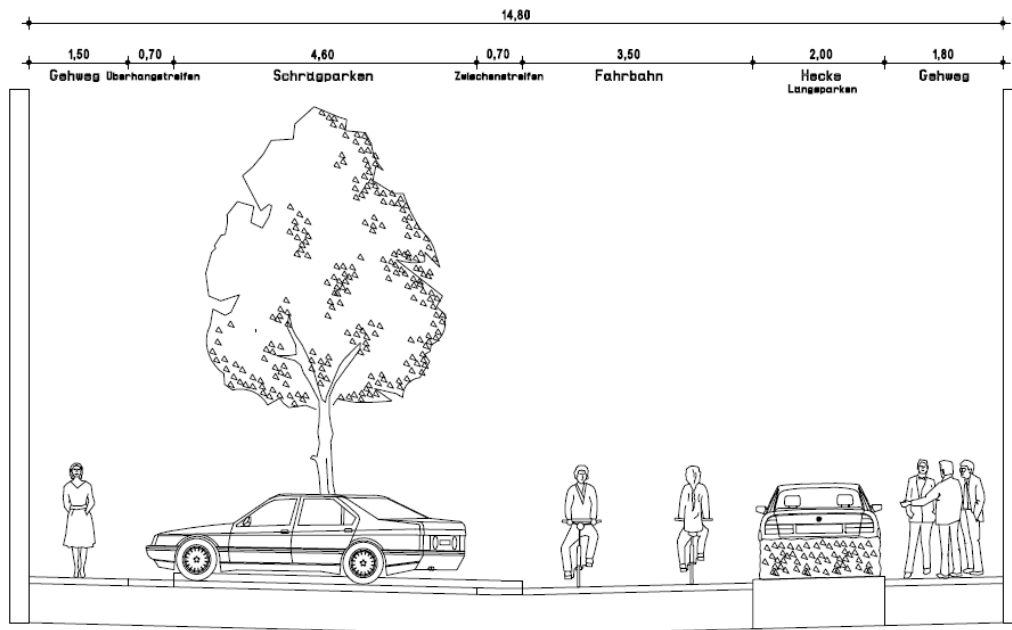 14,80
1,50 0,70 4,60 0,70 3,50 2,00 1,80
Gehweg Überhangstreifen Schrägparken Zwischenstreifen Fahrbahn Hecke Gehweg
Längsparken